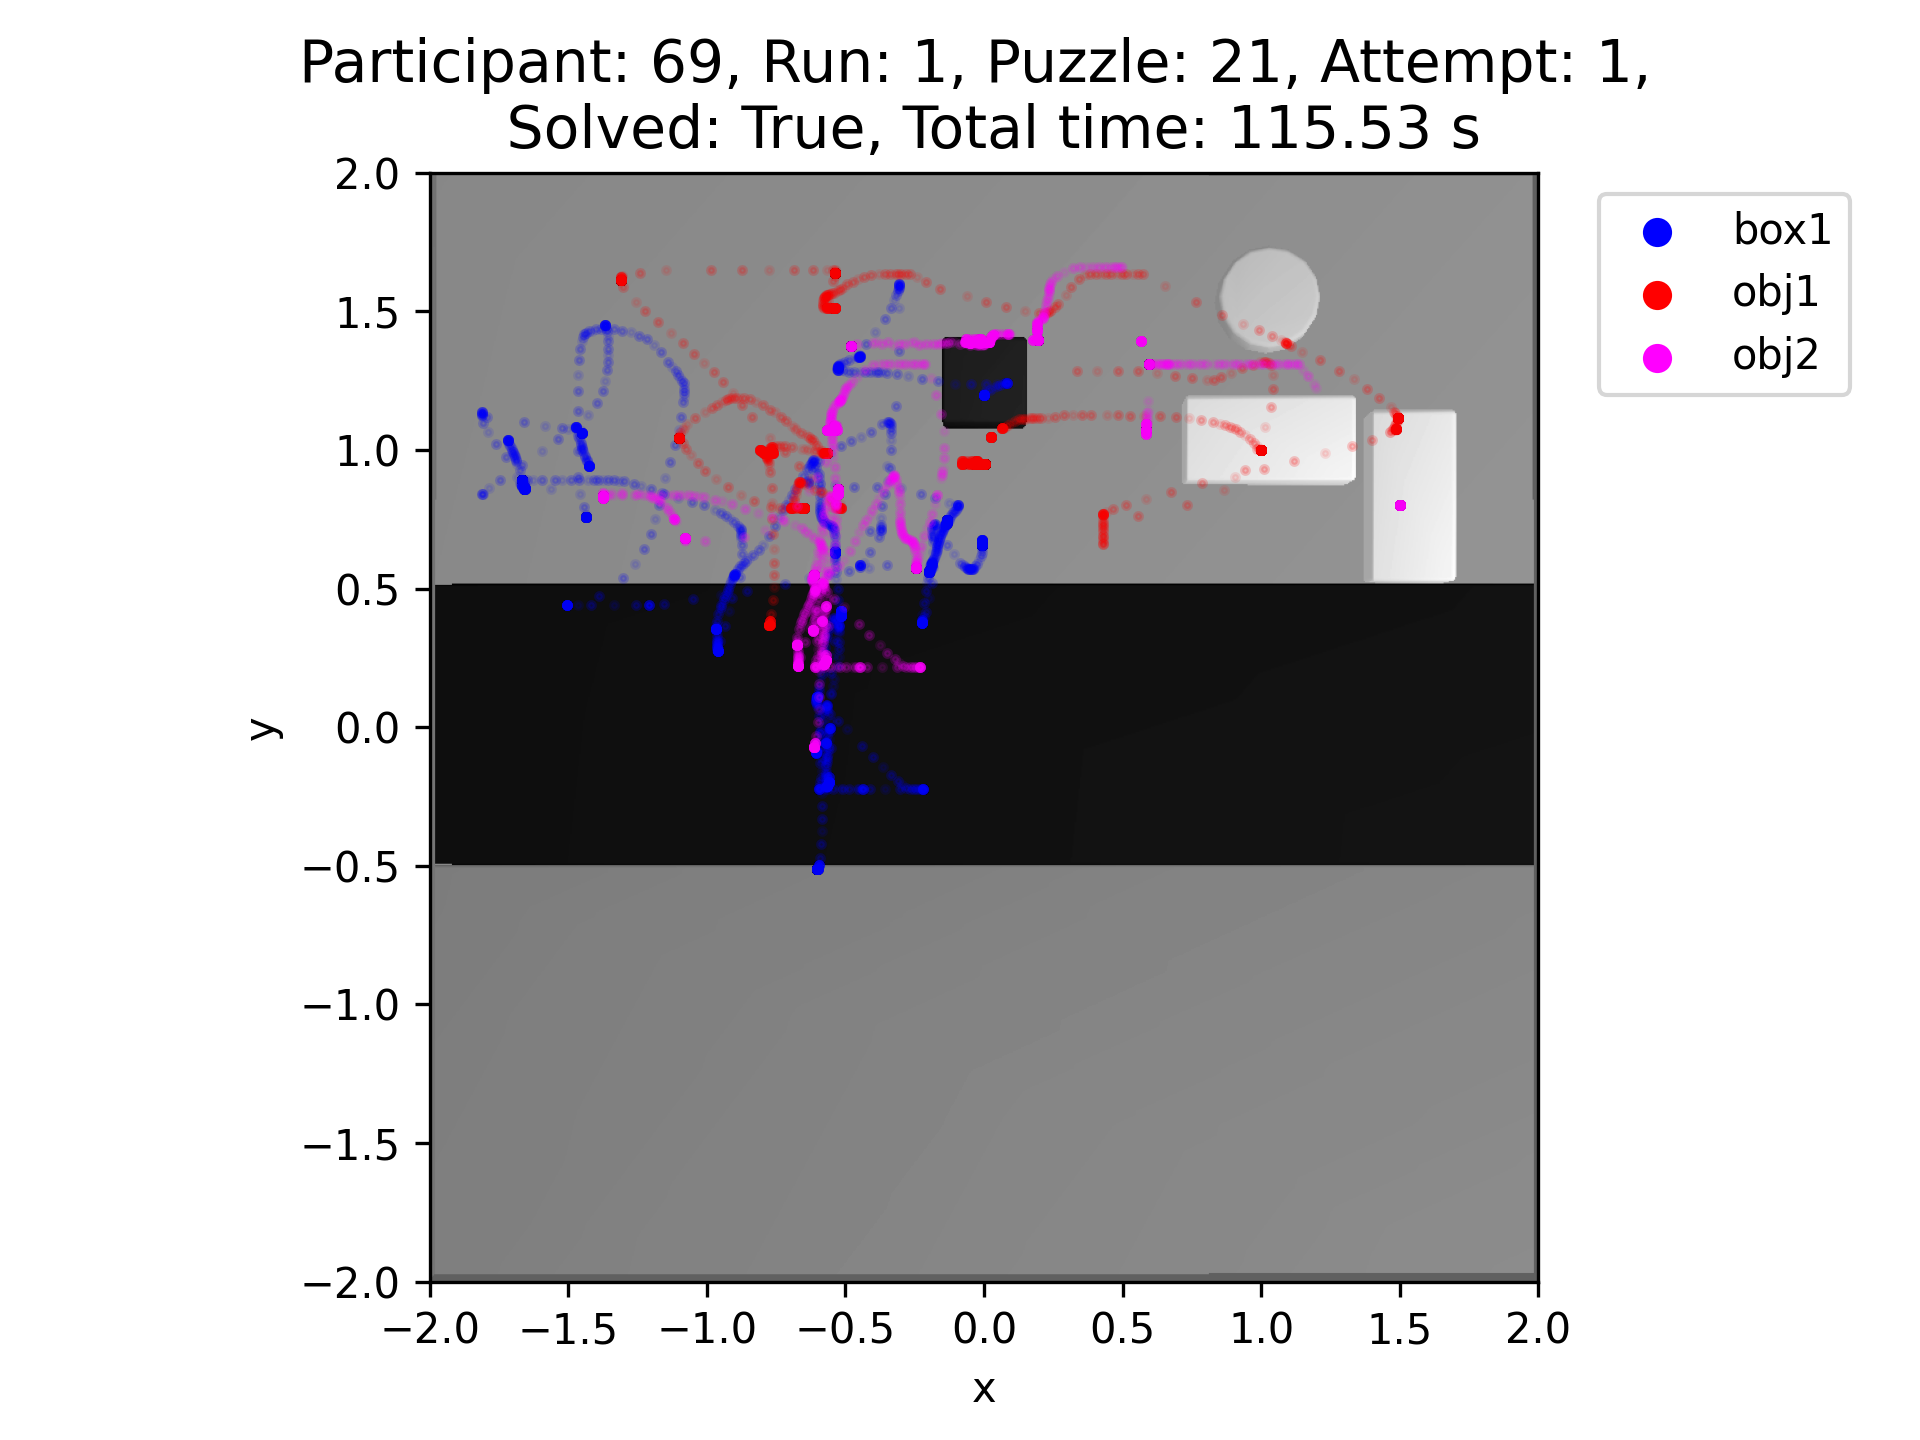 Participant: 69, Run: 1, Puzzle: 21, Attempt: 1,
Solved: True, Total time: 115.53 s
box1
obj1
obj2
2.0
1.5
1.0
0.5
0.0
−0.5
−1.0
−1.5
−2.0
y
−2.0 −1.5 −1.0 −0.5 0.0 0.5 1.0 1.5 2.0
x